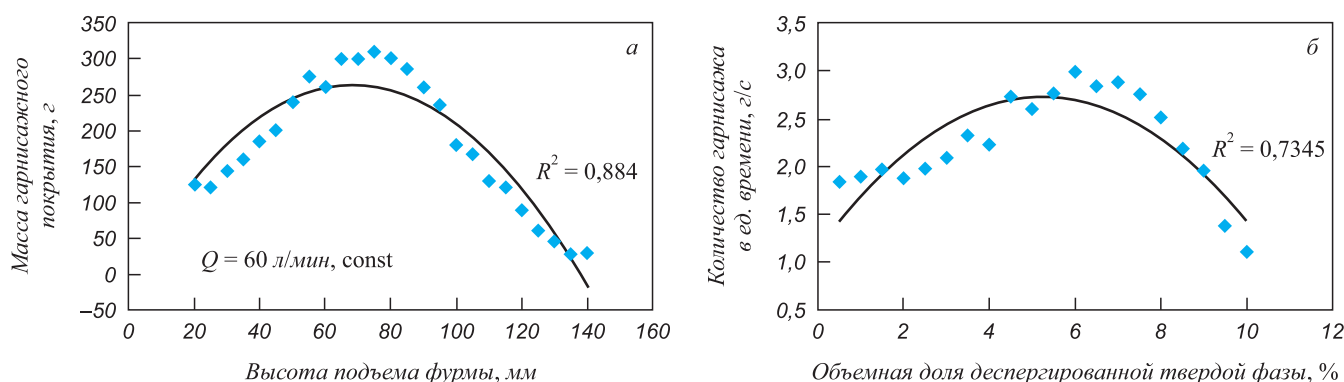 а
350
300
250
200
150
100
50
0
–50
Масса гарнисажного
покрытия, г
R² = 0,884
Q = 60 л/мин, const
0 20 40 60 80 100 120 140 160
Высота подъема фурмы, мм
б
3,5
3,0
2,5
2,0
1,5
1,0
0,5
Количество гарнисажа
в ед. времени, г/с
R² = 0,7345
0 2 4 6 8 10 12
Объемная доля деспергированной твердой фазы, %